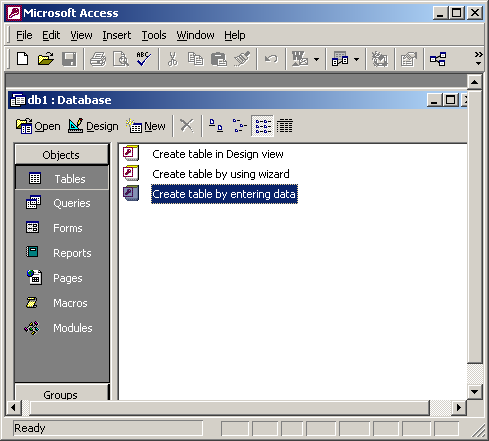 Microsoft Access
File Edit View Insert Tools Window Help
ABC
db1 : Database
Open Design New
Objects
Tables
Queries
Forms
Reports
Pages
Macros
Modules
Groups
Create table in Design view
Create table by using wizard
Create table by entering data
Ready